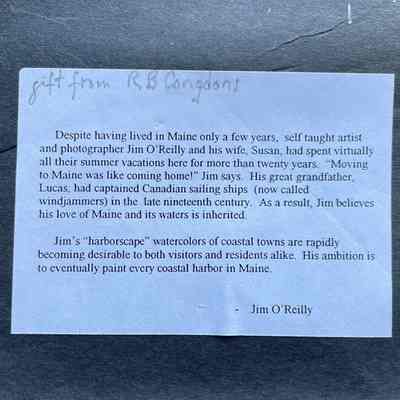 gift from R B Congdons
Despite having lived in Maine only a few years, self taught artist
and photographer Jim O'Reilly and his wife, Susan, had spent virtually
all their summer vacations here for more than twenty years. "Moving
to Maine was like coming home!" Jim says. His great grandfather,
Lucas, had captained Canadian sailing ships (now called
windjammers) in the late nineteenth century. As a result, Jim believes
his love of Maine and its waters is inherited.
Jim's "harborscape" watercolors of coastal towns are rapidly
becoming desirable to both visitors and residents alike. His ambition is
to eventually paint every coastal harbor in Maine.
- Jim O'Reilly